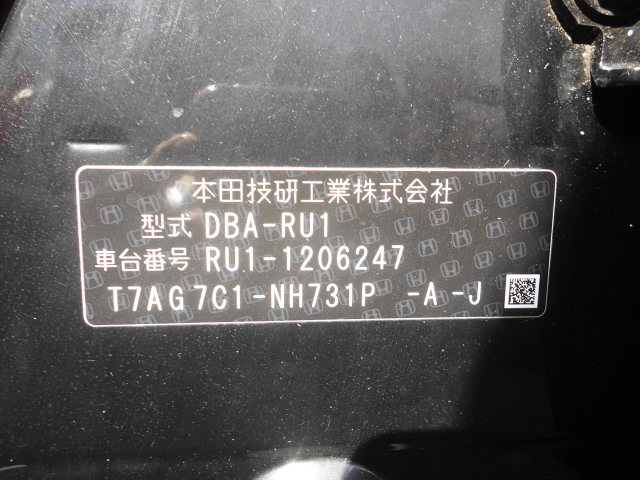 本田技研工業株式会社
型式 DBA-RU1
車台番号 RU1-1206247
T7AG7C1-NH731P -A-J